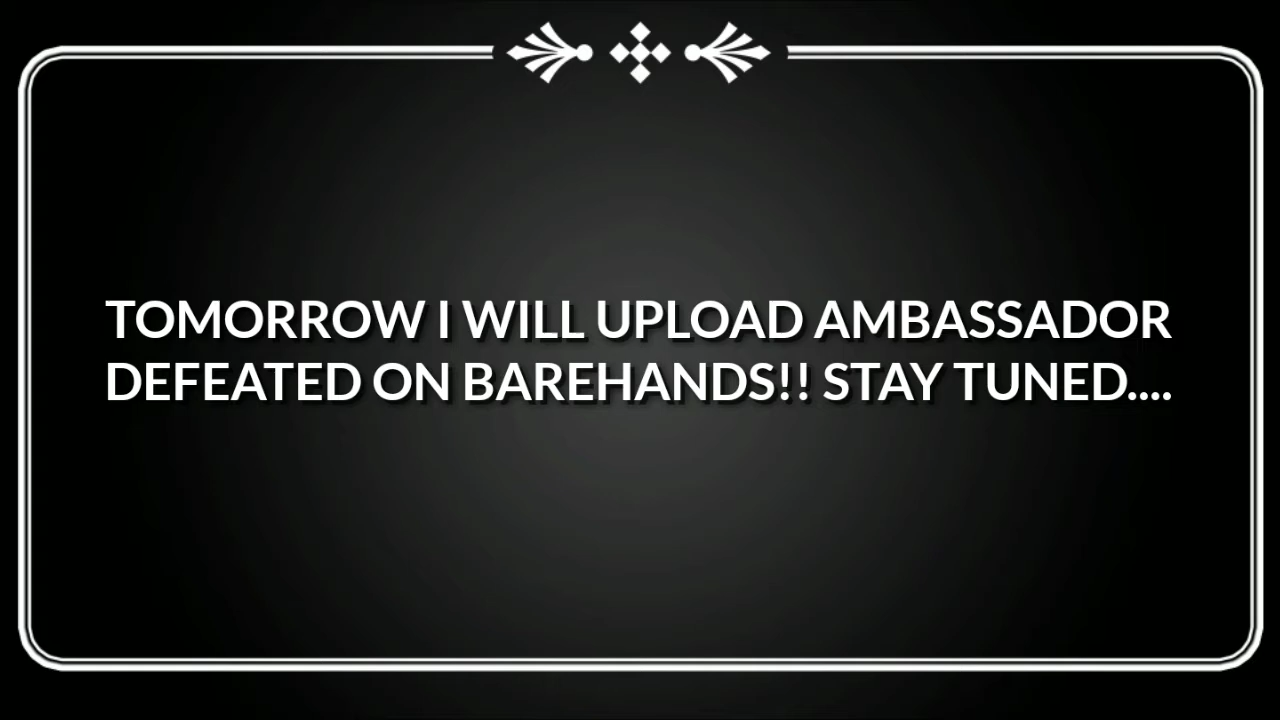 TOMORROW I WILL UPLOAD AMBASSADOR
DEFEATED ON BAREHANDS!! STAY TUNED....